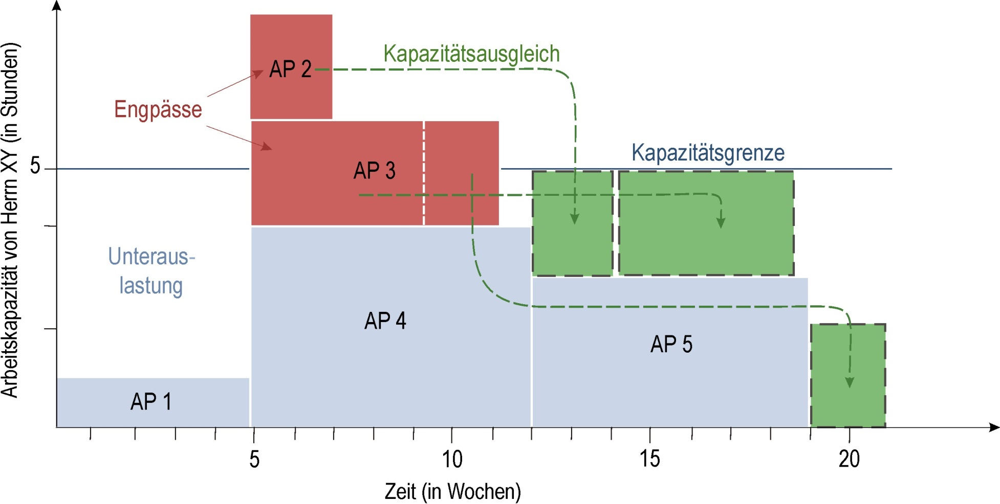 Arbeitskapazität von Herrn XY (in Stunden)
AP 2
Kapazitätsausgleich
Engpässe
Kapazitätsgrenze
5
AP 3
Unteraus-
lastung
AP 4
AP 5
AP 1
5
10
15
20
Zeit (in Wochen)